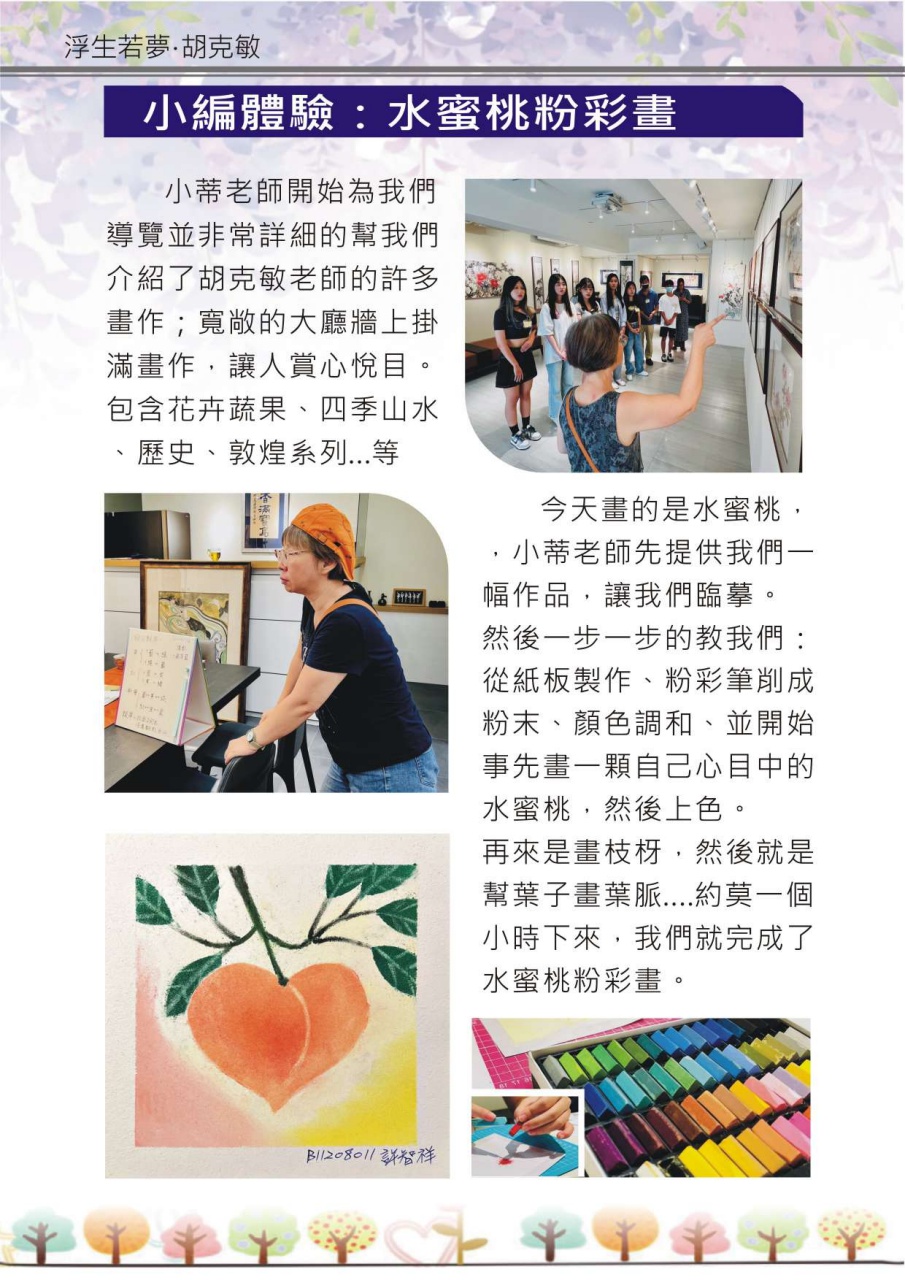 浮生若夢·胡克敏
小編體驗：水蜜桃粉彩畫
小蒂老師開始為我們
導覽並非常詳細的幫我們
介紹了胡克敏老師的許多
畫作；寬敞的大廳牆上掛
滿畫作，讓人賞心悅目。
包含花卉蔬果、四季山水
、歷史、敦煌系列...等
今天畫的是水蜜桃，
，小蒂老師先提供我們一
幅作品，讓我們臨摹。
然後一步一步的教我們：
從紙板製作、粉彩筆削成
粉末、顏色調和、並開始
事先畫一顆自己心目中的
水蜜桃，然後上色。
再來是畫枝枒，然後就是
幫葉子畫葉脈....約莫一個
小時下來，我們就完成了
水蜜桃粉彩畫。
B11208011